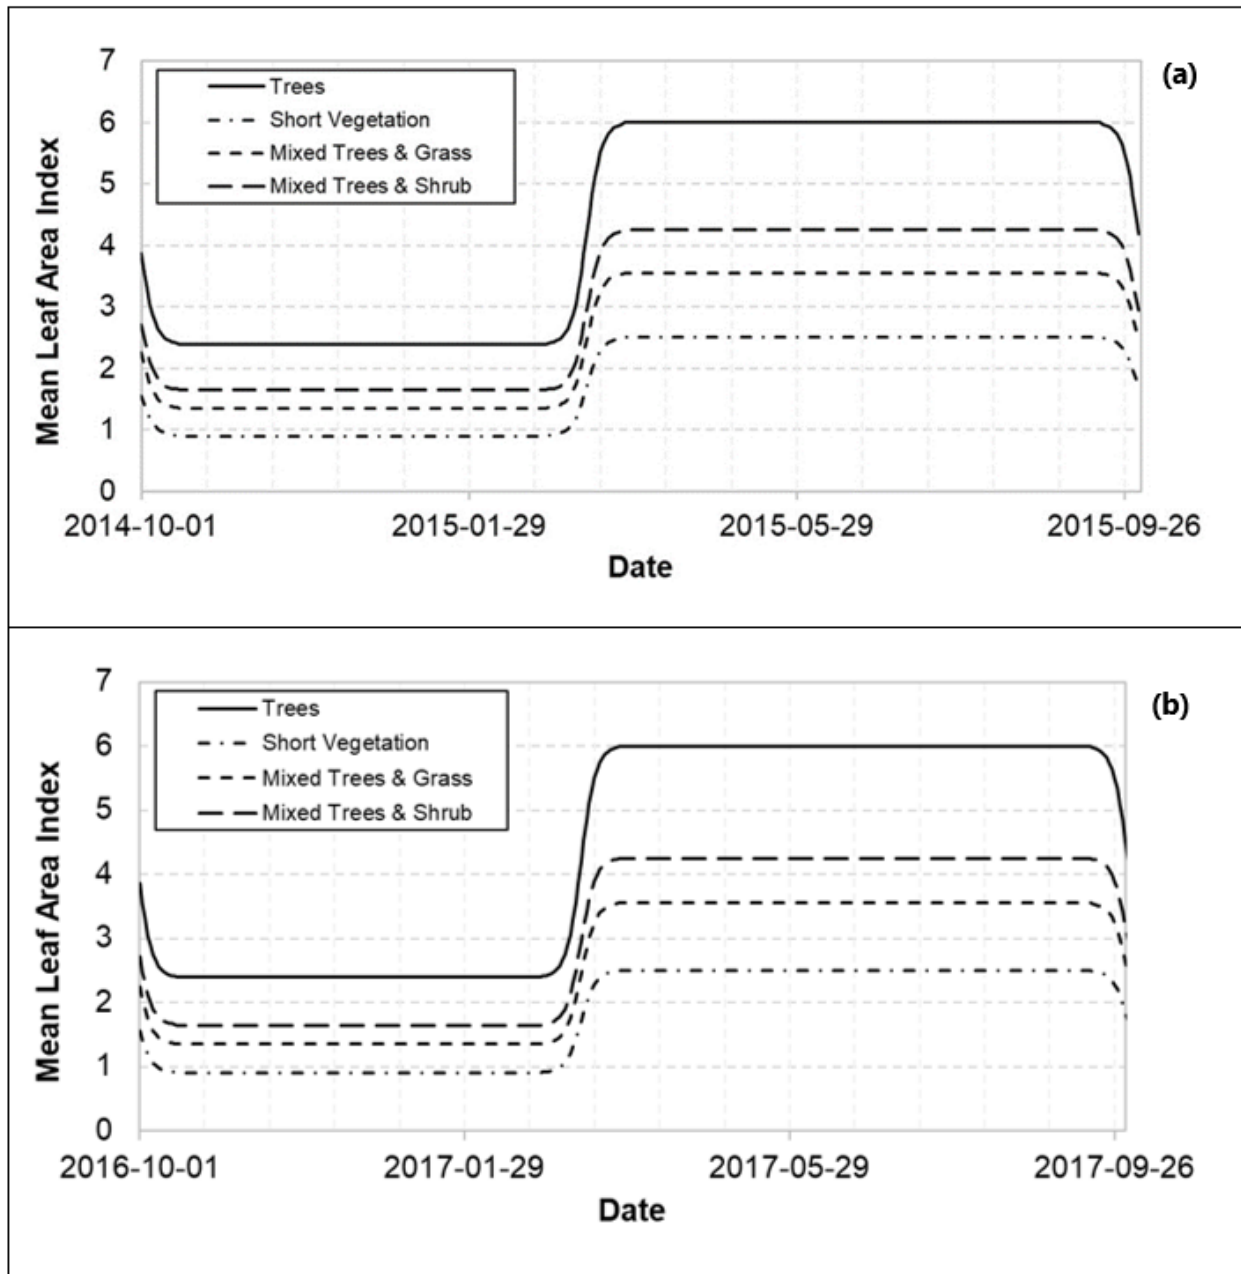 (a)
7
6
5
4
3
2
1
0
Mean Leaf Area Index
Trees
Short Vegetation
Mixed Trees & Grass
Mixed Trees & Shrub
2014-10-01 2015-01-29 2015-05-29 2015-09-26
Date
(b)
7
6
5
4
3
2
1
0
Mean Leaf Area Index
Trees
Short Vegetation
Mixed Trees & Grass
Mixed Trees & Shrub
2016-10-01 2017-01-29 2017-05-29 2017-09-26
Date